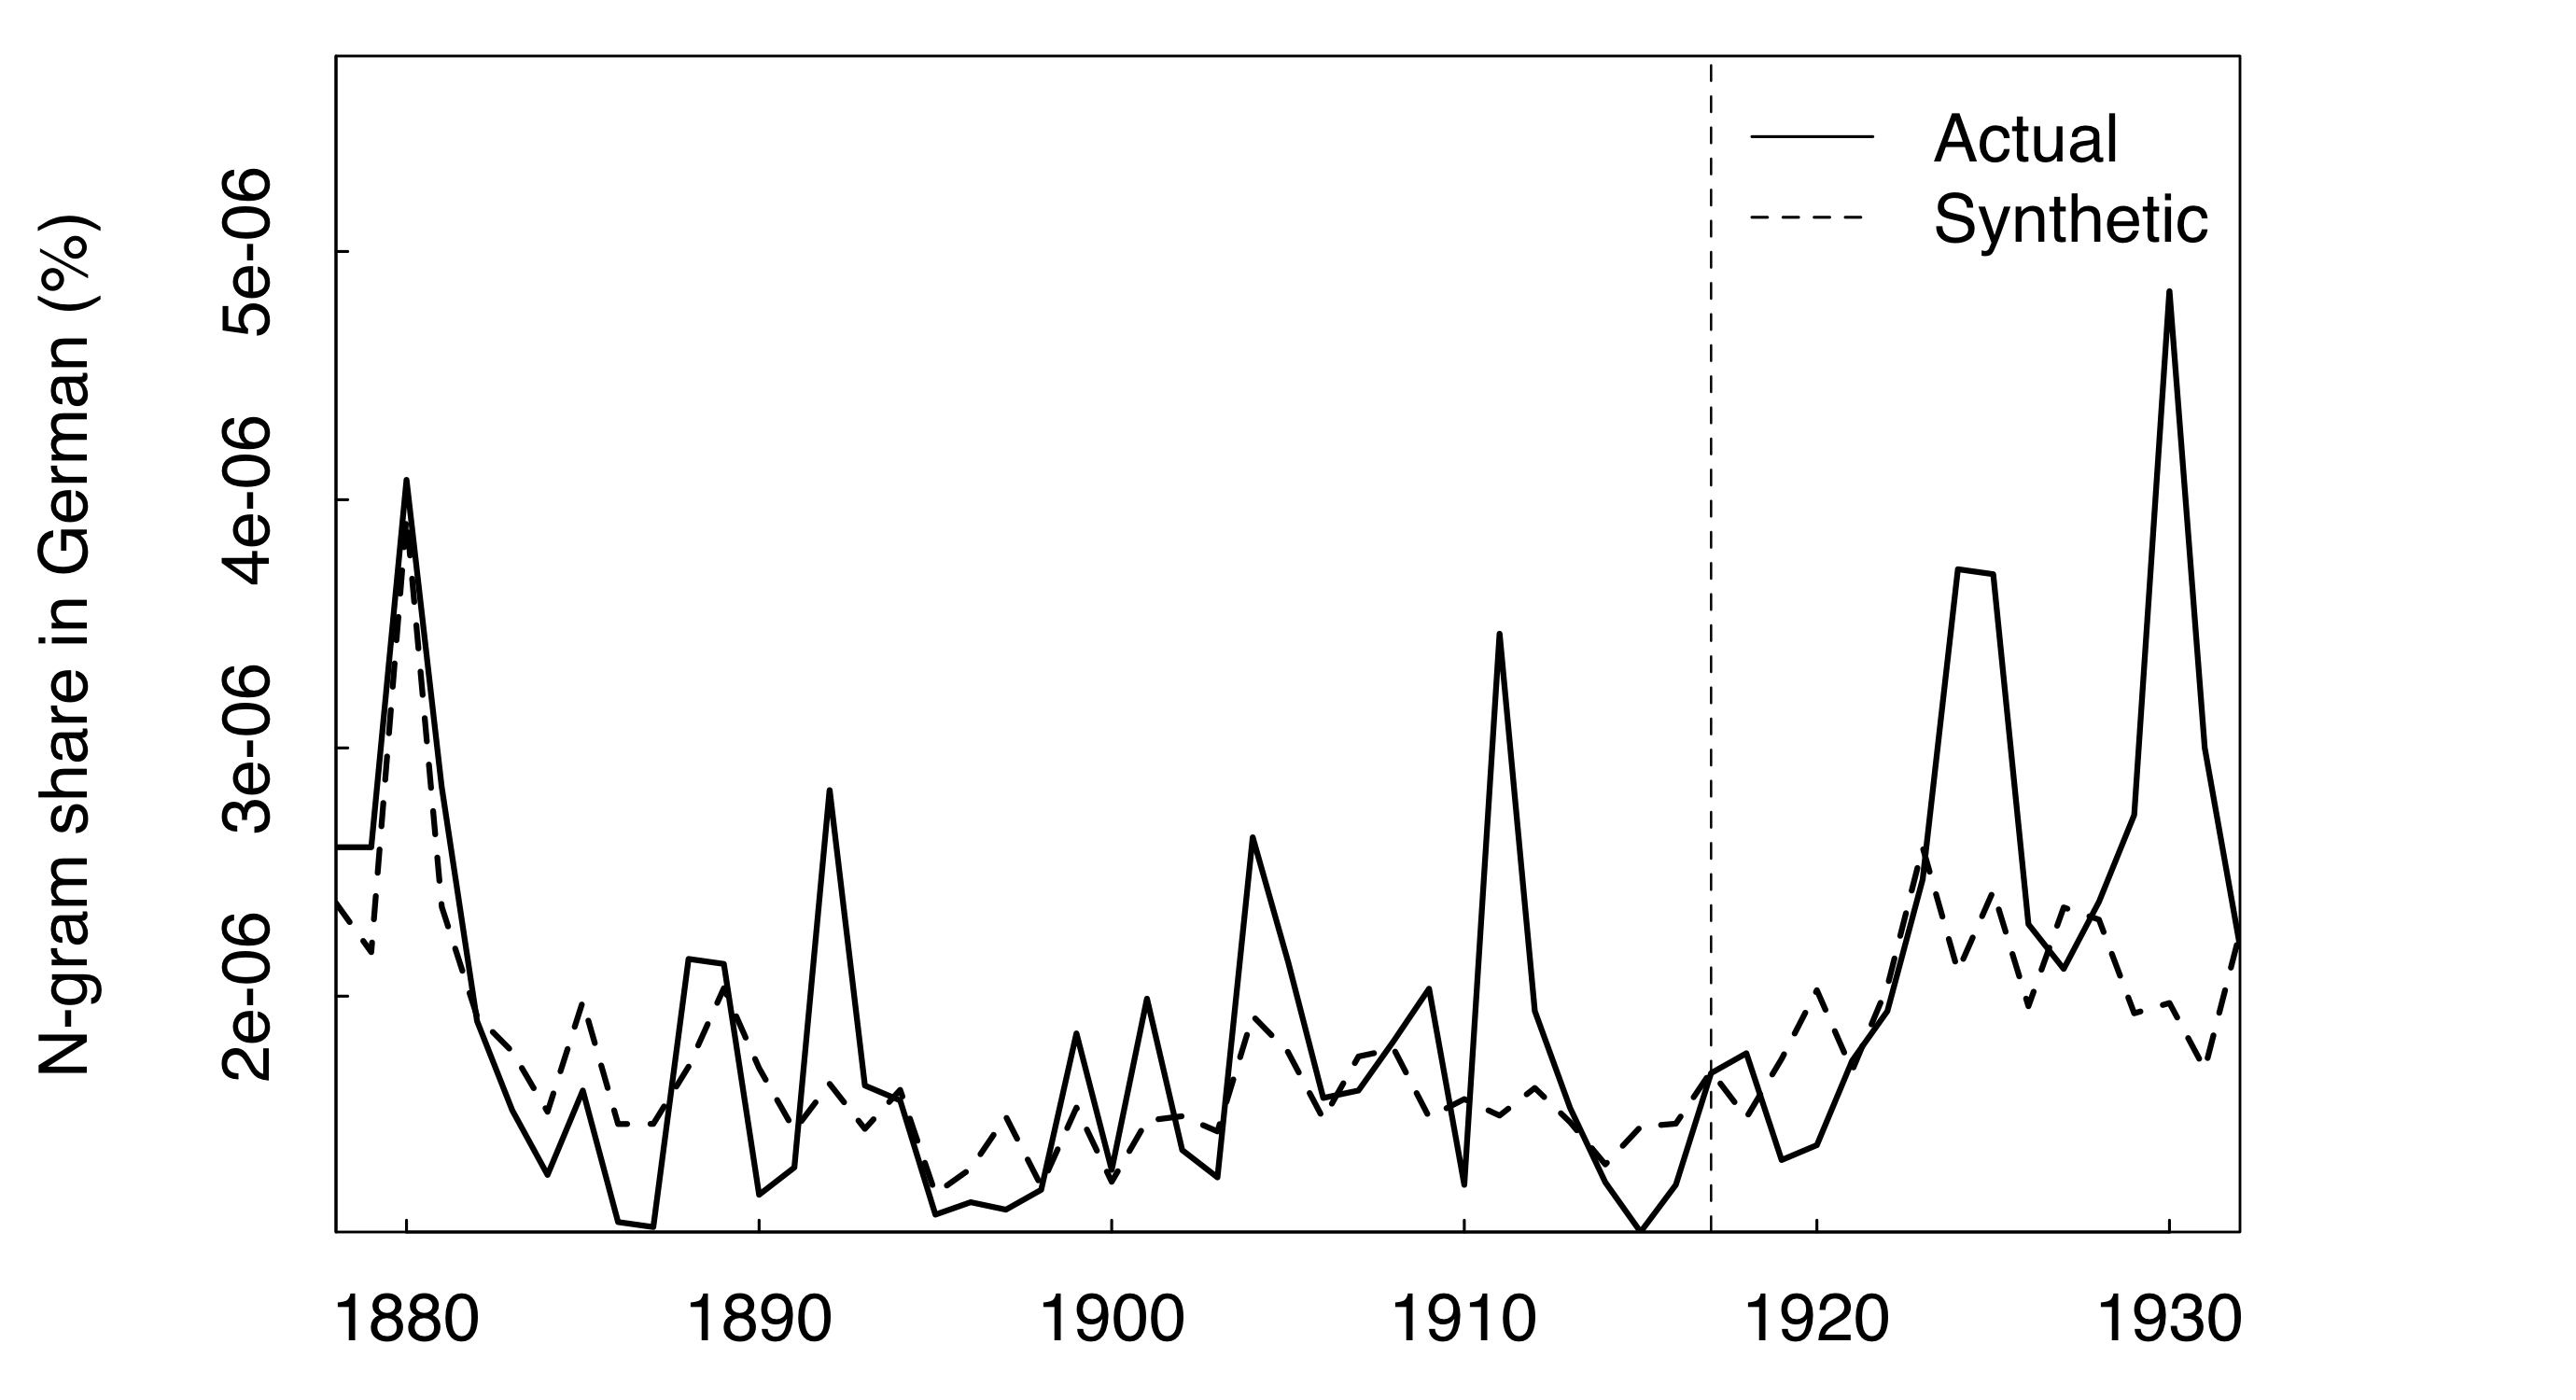 N-gram share in German (%)
5e-06
4e-06
3e-06
2e-06
Actual
Synthetic
1880 1890 1900 1910 1920 1930